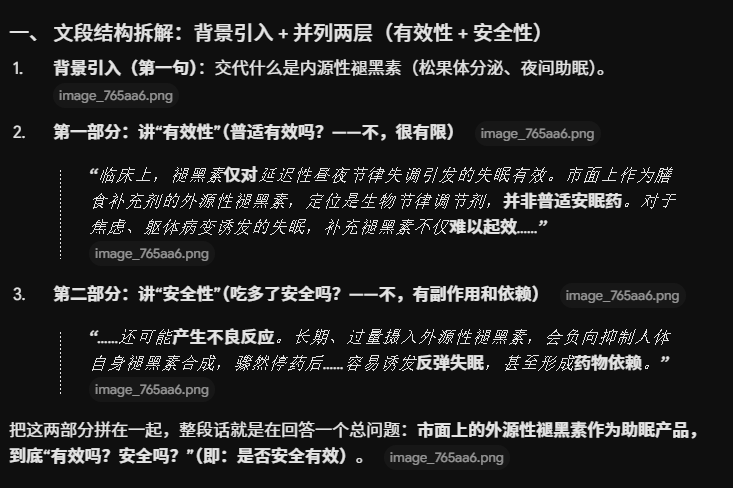 一、 文段结构拆解：背景引入 + 并列两层（有效性 + 安全性）
1. 背景引入（第一句）：交代什么是内源性褪黑素（松果体分泌、夜间助眠）。
image_765aa6.png
2. 第一部分：讲“有效性”（普适有效吗？——不，很有限） image_765aa6.png
“临床上，褪黑素仅对延迟性昼夜节律失调引发的失眠有效。市面上作为膳
食补充剂的外源性褪黑素，定位是生物节律调节剂，并非普适安眠药。对于
焦虑、躯体病变诱发的失眠，补充褪黑素不仅难以起效……”
image_765aa6.png
3. 第二部分：讲“安全性”（吃多了安全吗？——不，有副作用和依赖） image_765aa6.png
“……还可能产生不良反应。长期、过量摄入外源性褪黑素，会负向抑制人体
自身褪黑素合成，骤然停药后……容易诱发反弹失眠，甚至形成药物依赖。”
image_765aa6.png
把这两部分拼在一起，整段话就是在回答一个总问题：市面上的外源性褪黑素作为助眠产品，
到底“有效吗？安全吗？”（即：是否安全有效）。 image_765aa6.png